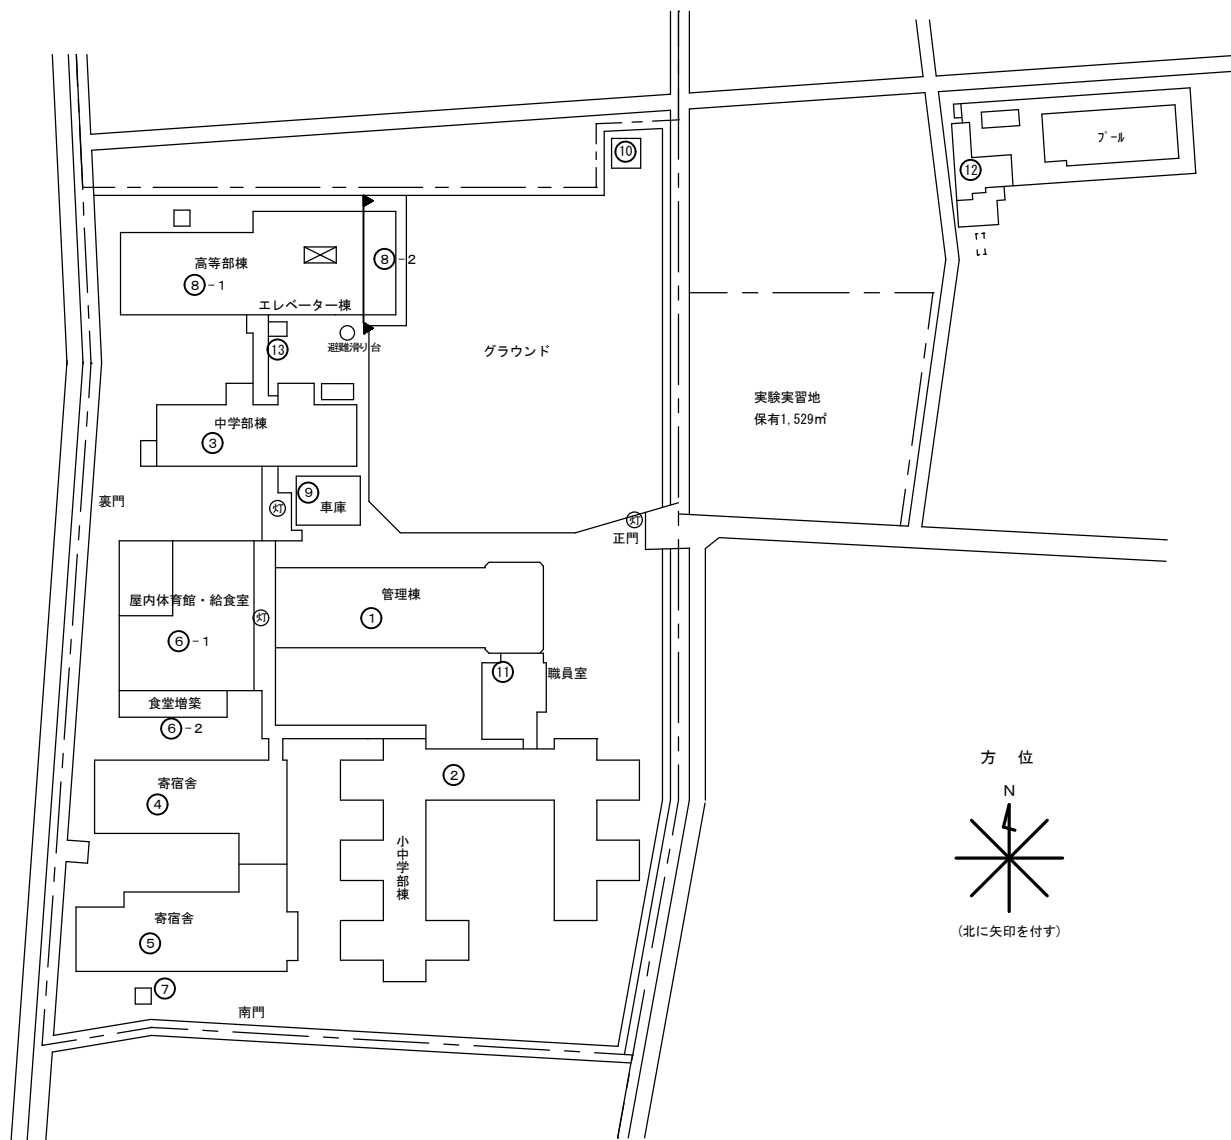 ⑩
プール
⑫
高等部棟
⑧-2
⑧-1
エレベーター棟
⑬
避難滑り台
グラウンド
実験実習地
保有1,529㎡
中学部棟
③
裏門
⑨
車庫
灯
灯
正門
管理棟
屋内体育館・給食室
灯
①
⑥-1
⑪
職員室
食堂増築
⑥-2
②
寄宿舎
④
小中学部棟
方 位
N
(北に矢印を付す)
寄宿舎
⑤
⑦
南門